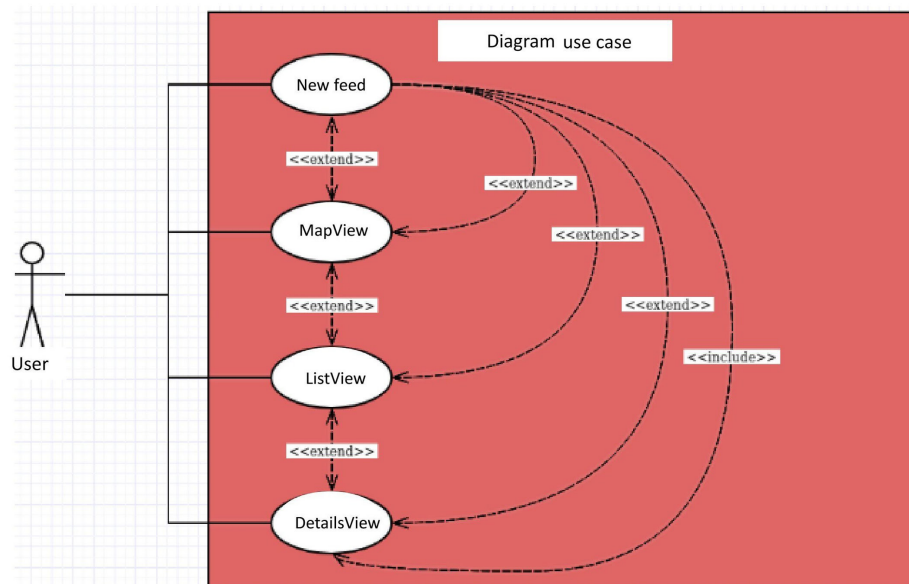 Diagram use case
New feed
<<extend>>
<<extend>>
MapView
<<extend>>
<<extend>>
<<extend>>
<<include>>
User
ListView
<<extend>>
DetailsView